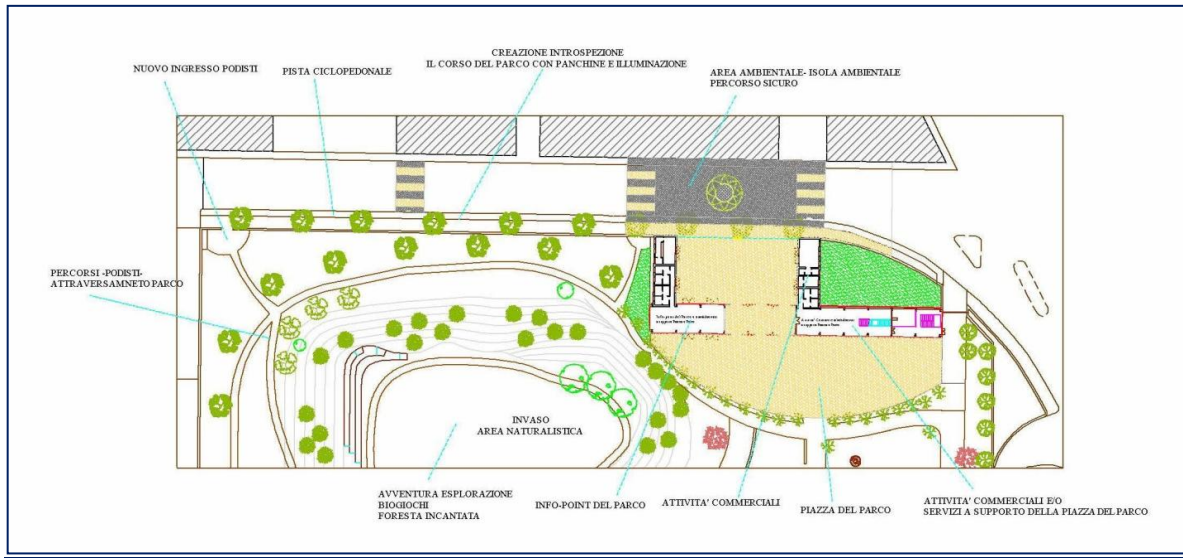 CREAZIONE INTROSPEZIONE
IL CORSO DEL PARCO CON PANCHINE E ILLUMINAZIONE
NUOVO INGRESSO PODISTI
PISTA CICLOPEDONALE
AREA AMBIENTALE- ISOLA AMBIENTALE
PERCORSO SICURO
PERCORSI -PODISTI-
ATTRAVERSAMNETO PARCO
INVASO
AREA NATURALISTICA
AVVENTURA ESPLORAZIONE
BIOGIOCHI
FORESTA INCANTATA
INFO-POINT DEL PARCO
ATTIVITA' COMMERCIALI
PIAZZA DEL PARCO
ATTIVITA' COMMERCIALI E/O
SERVIZI A SUPPORTO DELLA PIAZZA DEL PARCO